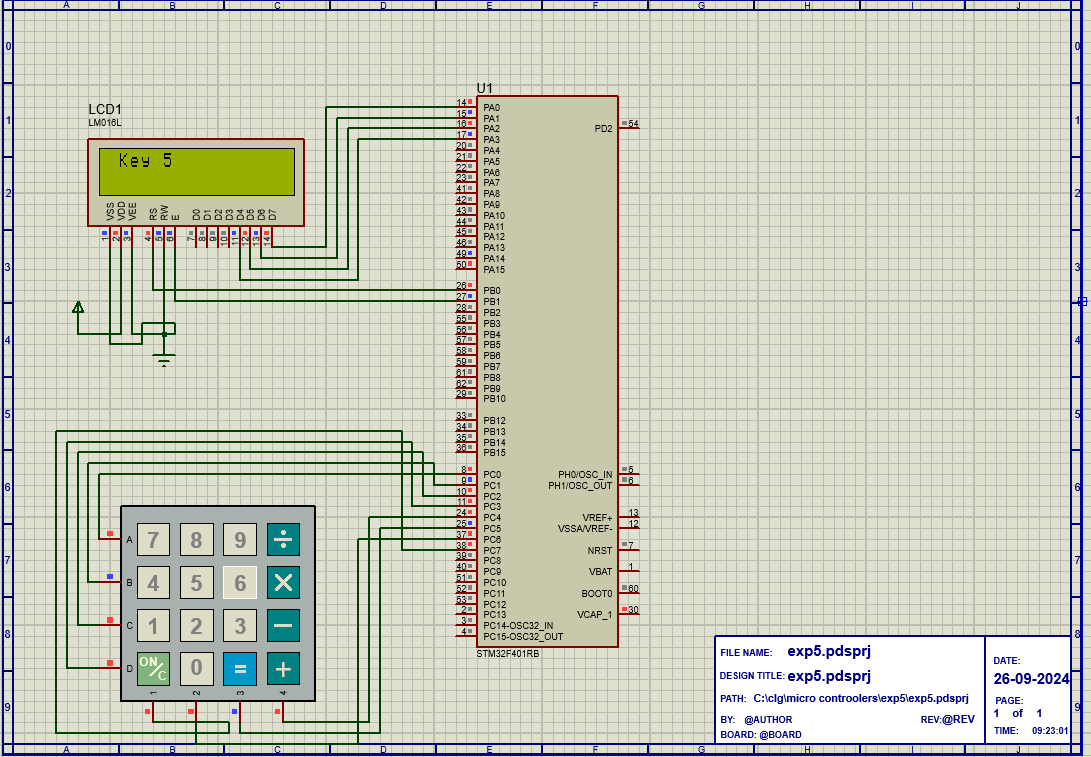 A B C D E F G H I J
0 0
1 1
2 2
3 3
4 4
5 5
6 6
7 7
8 8
9 9
LCD1
LM016L
Key 5
VSS VDD VEE RS RW E D0 D1 D2 D3 D4 D5 D6 D7
1 2 3 4 5 6 7 8 9 10 11 12 13 14
U1
14 PA0
15 PA1
16 PA2
17 PA3
20 PA4
21 PA5
22 PA6
23 PA7
41 PA8
42 PA9
43 PA10
44 PA11
45 PA12
46 PA13
49 PA14
50 PA15
26 PB0
27 PB1
28 PB2
55 PB3
56 PB4
57 PB5
58 PB6
59 PB7
61 PB8
62 PB9
29 PB10
33 PB12
34 PB13
35 PB14
36 PB15
8 PC0
9 PC1
10 PC2
11 PC3
24 PC4
25 PC5
37 PC6
38 PC7
39 PC8
40 PC9
51 PC10
52 PC11
53 PC12
2 PC13
3 PC14-OSC32_IN
4 PC15-OSC32_OUT
PD2 54
PH0/OSC_IN 5
PH1/OSC_OUT 6
VREF+ 13
VSSA/VREF- 12
NRST 7
VBAT 1
BOOT0 60
VCAP_1 30
STM32F401RB
A 7 8 9 ÷
B 4 5 6 ×
C 1 2 3 −
D ON/C 0 = +
1 2 3 4
FILE NAME: exp5.pdsprj
DESIGN TITLE: exp5.pdsprj
PATH: C:\clg\micro controolers\exp5\exp5.pdsprj
BY: @AUTHOR REV:@REV
BOARD: @BOARD
DATE:
26-09-2024
PAGE:
1 of 1
TIME: 09:23:01
A B C D E F G H I J